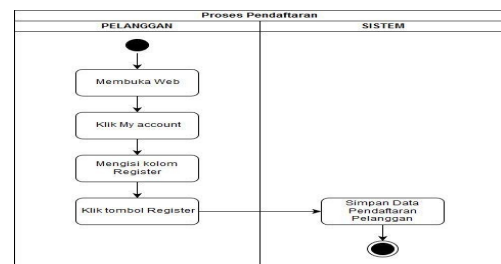 Proses Pendaftaran
PELANGGAN
SISTEM
Membuka Web
Klik My account
Mengisi kolom
Register
Klik tombol Register
Simpan Data
Pendaftaran
Pelanggan